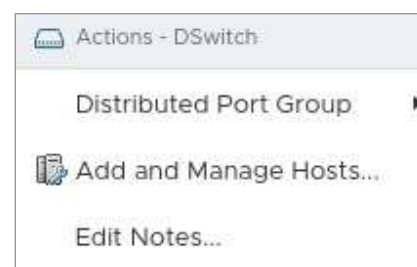 Actions - DSwitch
Distributed Port Group
Add and Manage Hosts...
Edit Notes...